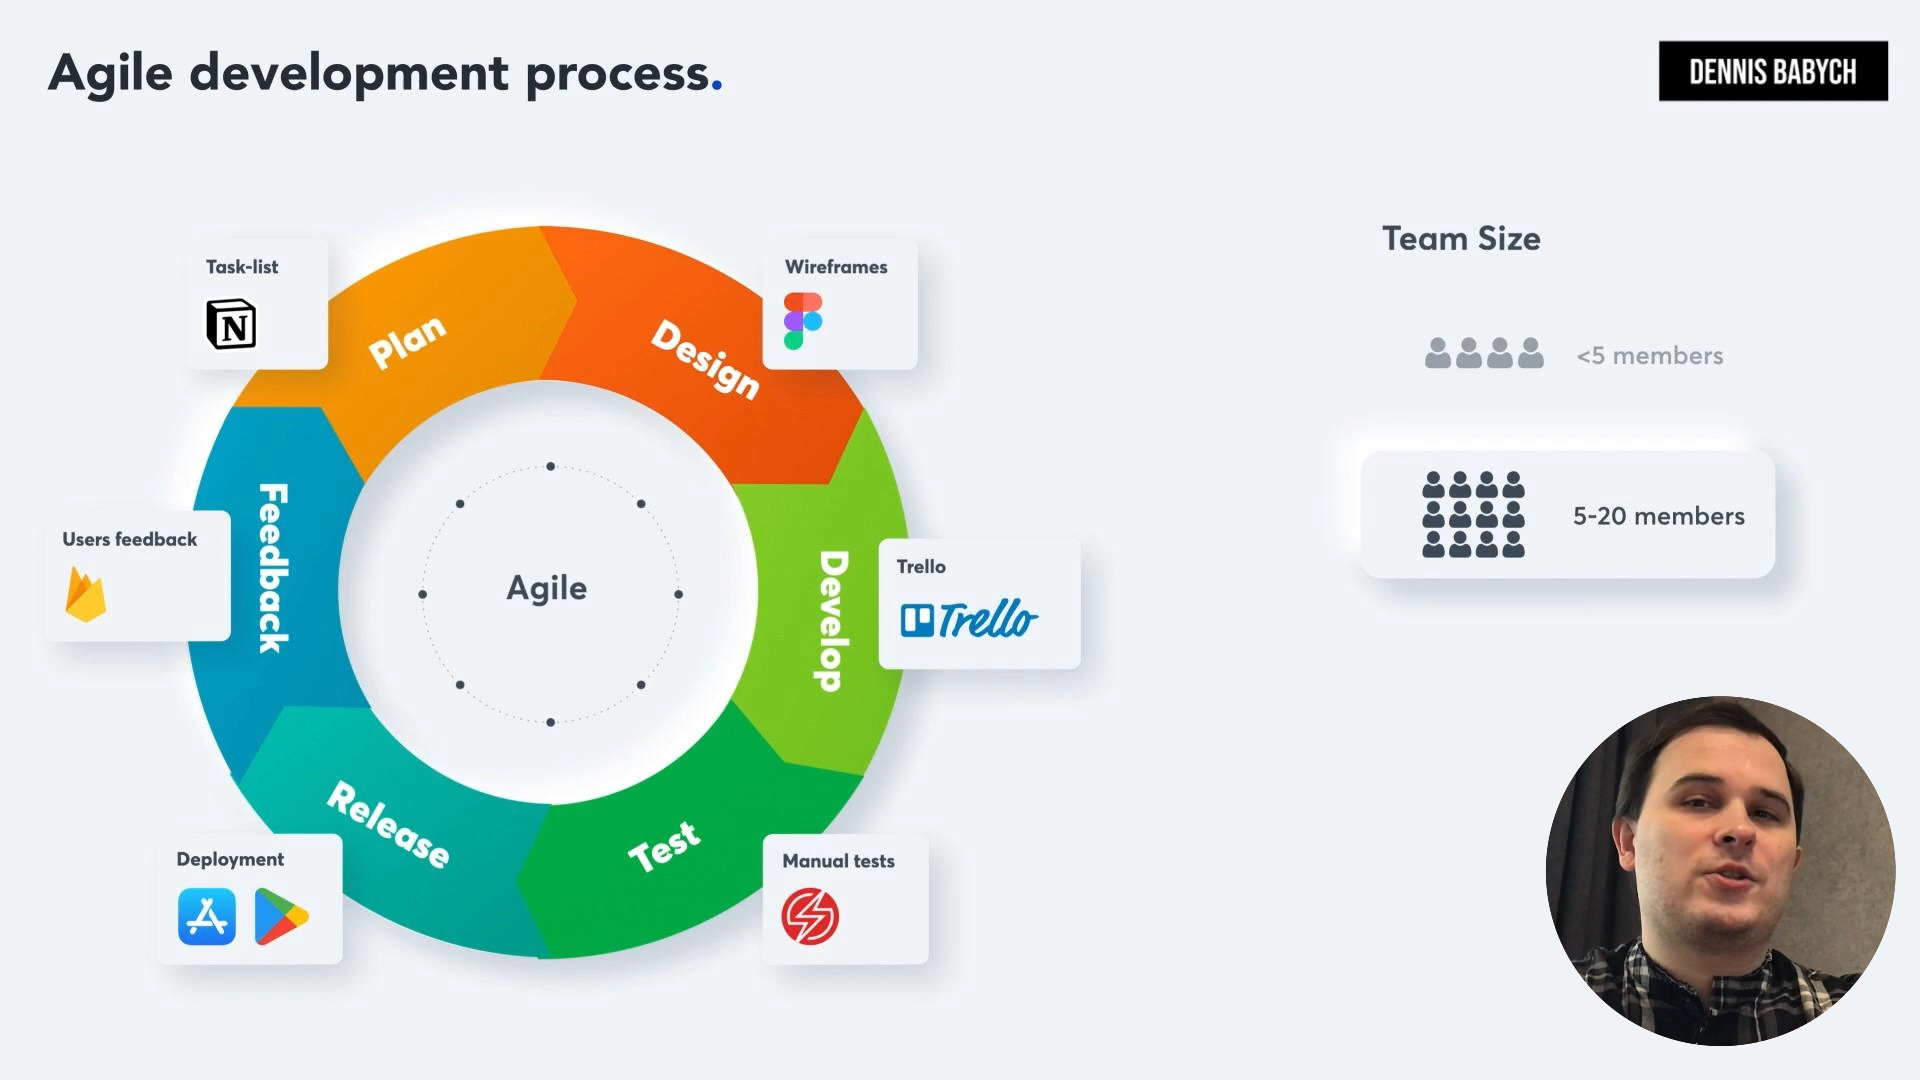 Agile development process.
DENNIS BABYCH
Task-list
N
Plan
Design
Wireframes
Team Size
<5 members
5-20 members
Users feedback
Feedback
Agile
Develop
Trello
Trello
Release
Test
Deployment
Manual tests